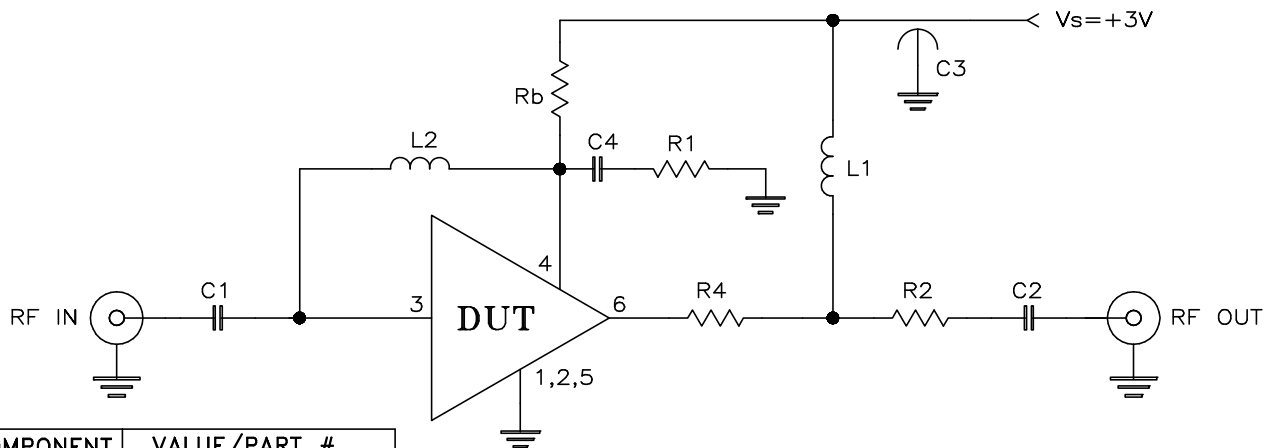 Vs=+3V
C3
Rb
L2
C4
R1
L1
4
RF IN
C1
3
DUT
6
R4
R2
C2
RF OUT
1,2,5
VALUE/PART #